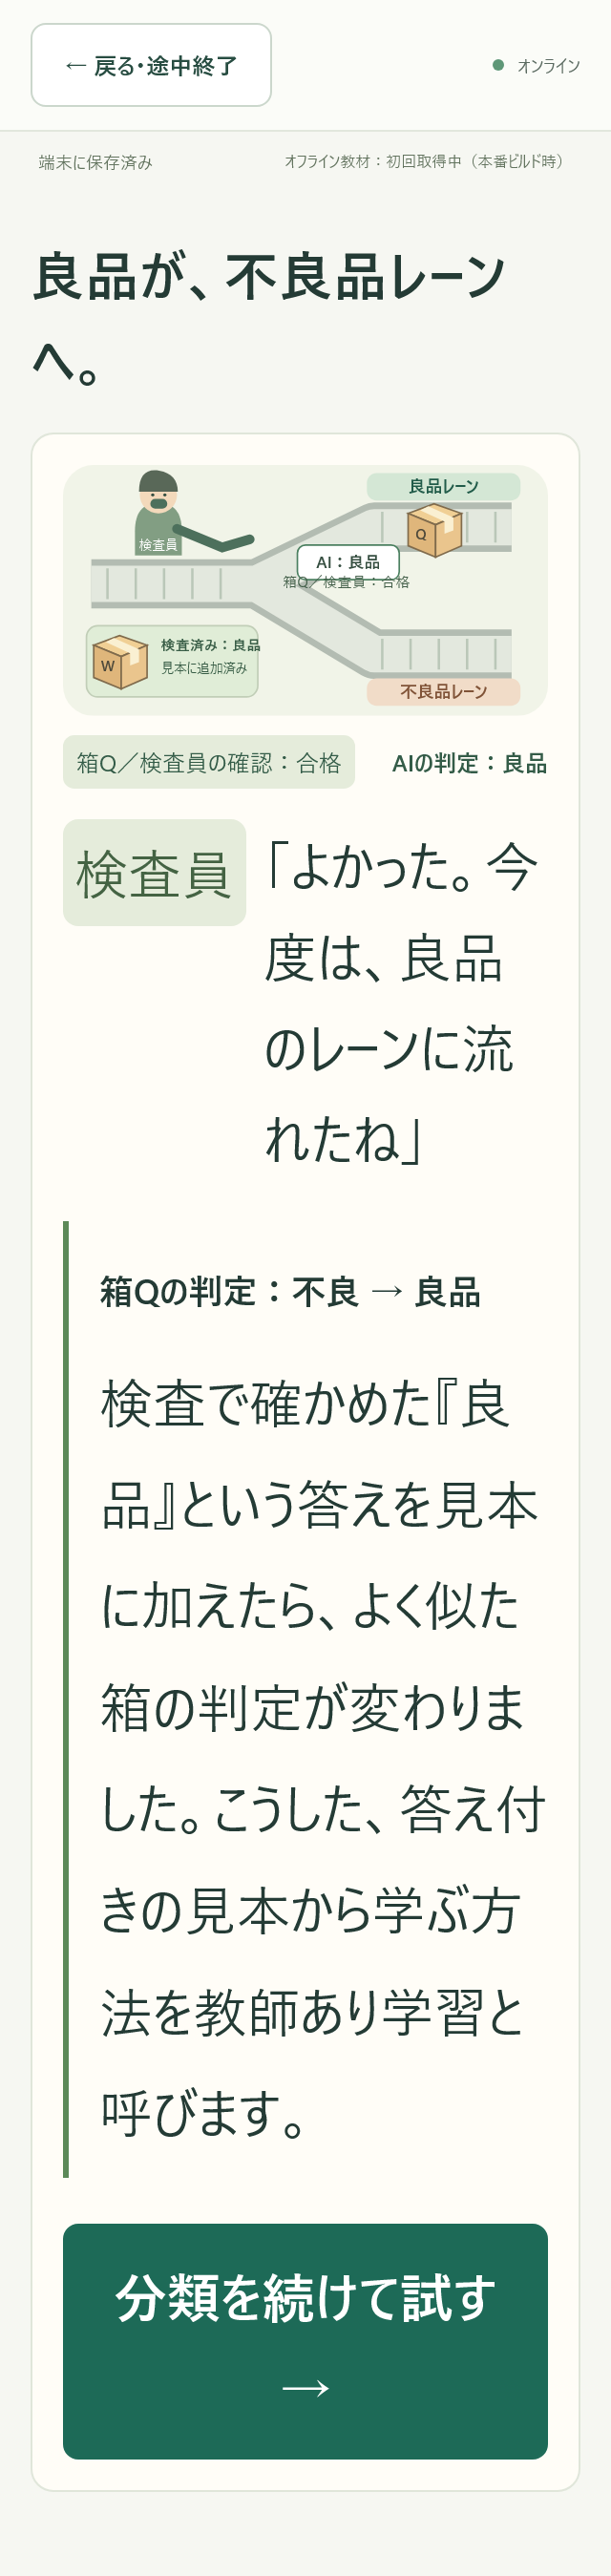 ← 戻る・途中終了
オンライン
端末に保存済み
オフライン教材：初回取得中（本番ビルド時）
良品が、不良品レーン
へ。
良品レーン
検査員
Q
AI：良品
箱Q／検査員：合格
検査済み：良品
W
見本に追加済み
不良品レーン
箱Q／検査員の確認：合格
AIの判定：良品
検査員
「よかった。今
度は、良品
のレーンに流
れたね」
箱Qの判定：不良 → 良品
検査で確かめた『良
品』という答えを見本
に加えたら、よく似た
箱の判定が変わりま
した。こうした、答え付
きの見本から学ぶ方
法を教師あり学習と
呼びます。
分類を続けて試す
→